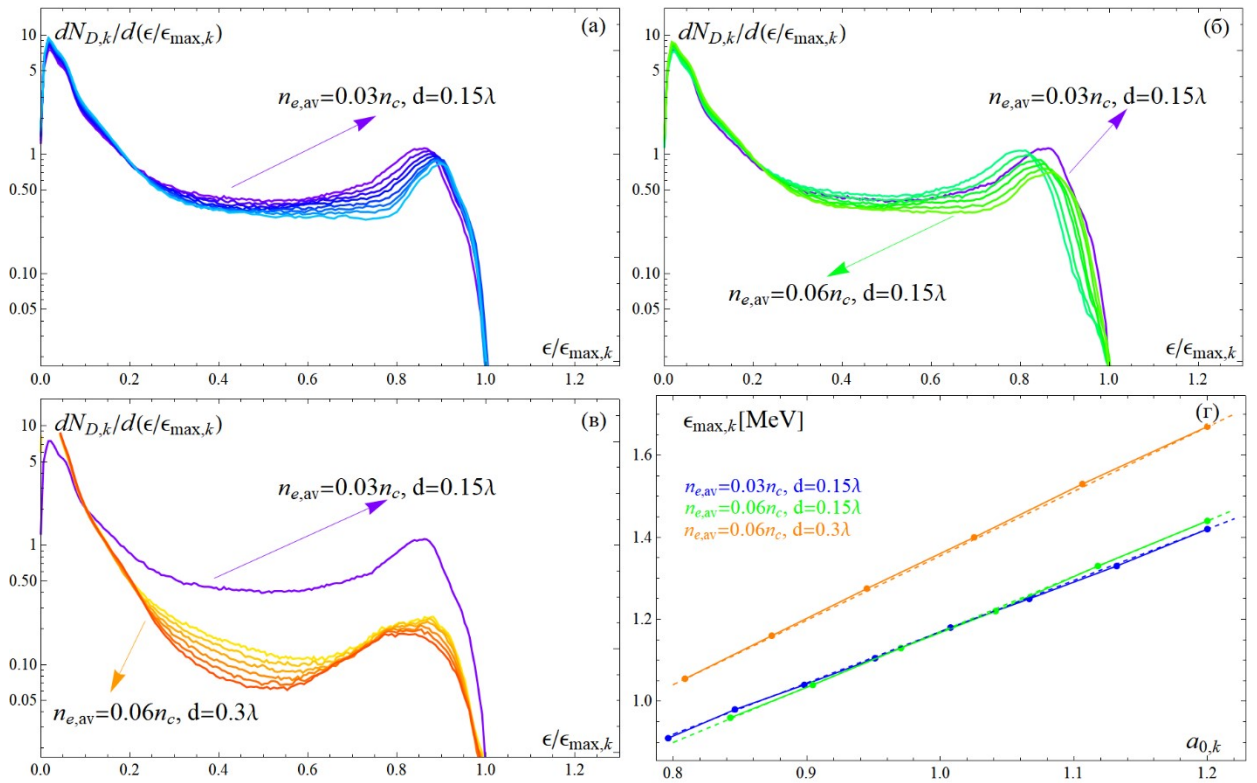 dN_{D,k}/d(ϵ/ϵ_{max,k})
(а)
10
5
1
0.50
0.10
0.05
n_{e,av}=0.03n_c, d=0.15λ
ϵ/ϵ_{max,k}
0.0 0.2 0.4 0.6 0.8 1.0 1.2
dN_{D,k}/d(ϵ/ϵ_{max,k})
(б)
10
5
1
0.50
0.10
0.05
n_{e,av}=0.03n_c, d=0.15λ
n_{e,av}=0.06n_c, d=0.15λ
ϵ/ϵ_{max,k}
0.0 0.2 0.4 0.6 0.8 1.0 1.2
dN_{D,k}/d(ϵ/ϵ_{max,k})
(в)
10
5
1
0.50
0.10
0.05
n_{e,av}=0.03n_c, d=0.15λ
n_{e,av}=0.06n_c, d=0.3λ
ϵ/ϵ_{max,k}
0.0 0.2 0.4 0.6 0.8 1.0 1.2
ϵ_{max,k}[MeV]
(г)
1.6
1.4
1.2
1.0
n_{e,av}=0.03n_c, d=0.15λ
n_{e,av}=0.06n_c, d=0.15λ
n_{e,av}=0.06n_c, d=0.3λ
a_{0,k}
0.8 0.9 1.0 1.1 1.2